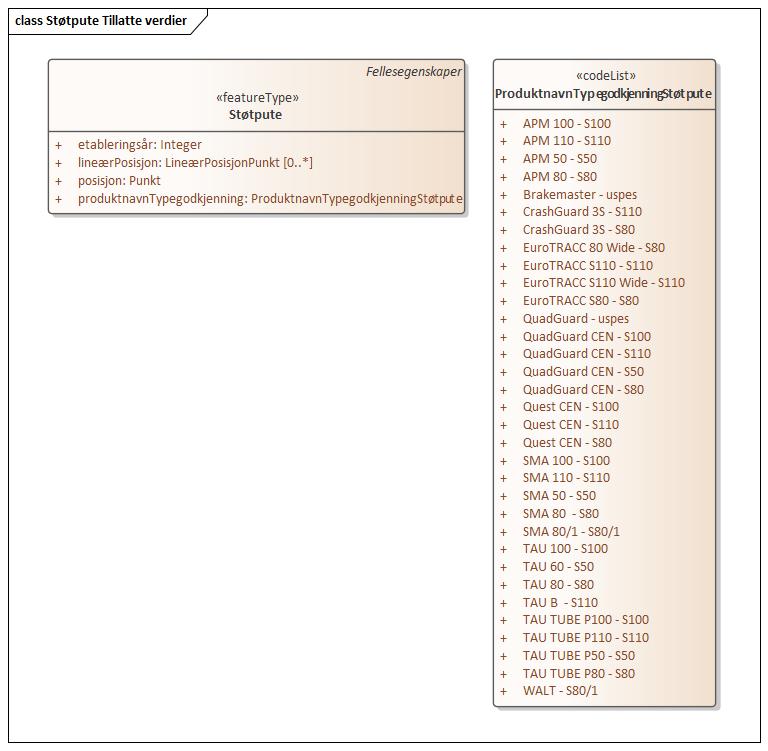 class Støtpute Tillatte verdier
Fellesegenskaper
«featureType»
Støtpute
+ etableringsår: Integer
+ lineærPosisjon: LineærPosisjonPunkt [0..*]
+ posisjon: Punkt
+ produktnavnTypegodkjenning: ProduktnavnTypegodkjenningStøtpute
«codeList»
ProduktnavnTypegodkjenningStøtpute
+ APM 100 - S100
+ APM 110 - S110
+ APM 50 - S50
+ APM 80 - S80
+ Brakemaster - uspes
+ CrashGuard 3S - S110
+ CrashGuard 3S - S80
+ EuroTRACC 80 Wide - S80
+ EuroTRACC S110 - S110
+ EuroTRACC S110 Wide - S110
+ EuroTRACC S80 - S80
+ QuadGuard - uspes
+ QuadGuard CEN - S100
+ QuadGuard CEN - S110
+ QuadGuard CEN - S50
+ QuadGuard CEN - S80
+ Quest CEN - S100
+ Quest CEN - S110
+ Quest CEN - S80
+ SMA 100 - S100
+ SMA 110 - S110
+ SMA 50 - S50
+ SMA 80  - S80
+ SMA 80/1 - S80/1
+ TAU 100 - S100
+ TAU 60 - S50
+ TAU 80 - S80
+ TAU B  - S110
+ TAU TUBE P100 - S100
+ TAU TUBE P110 - S110
+ TAU TUBE P50 - S50
+ TAU TUBE P80 - S80
+ WALT - S80/1